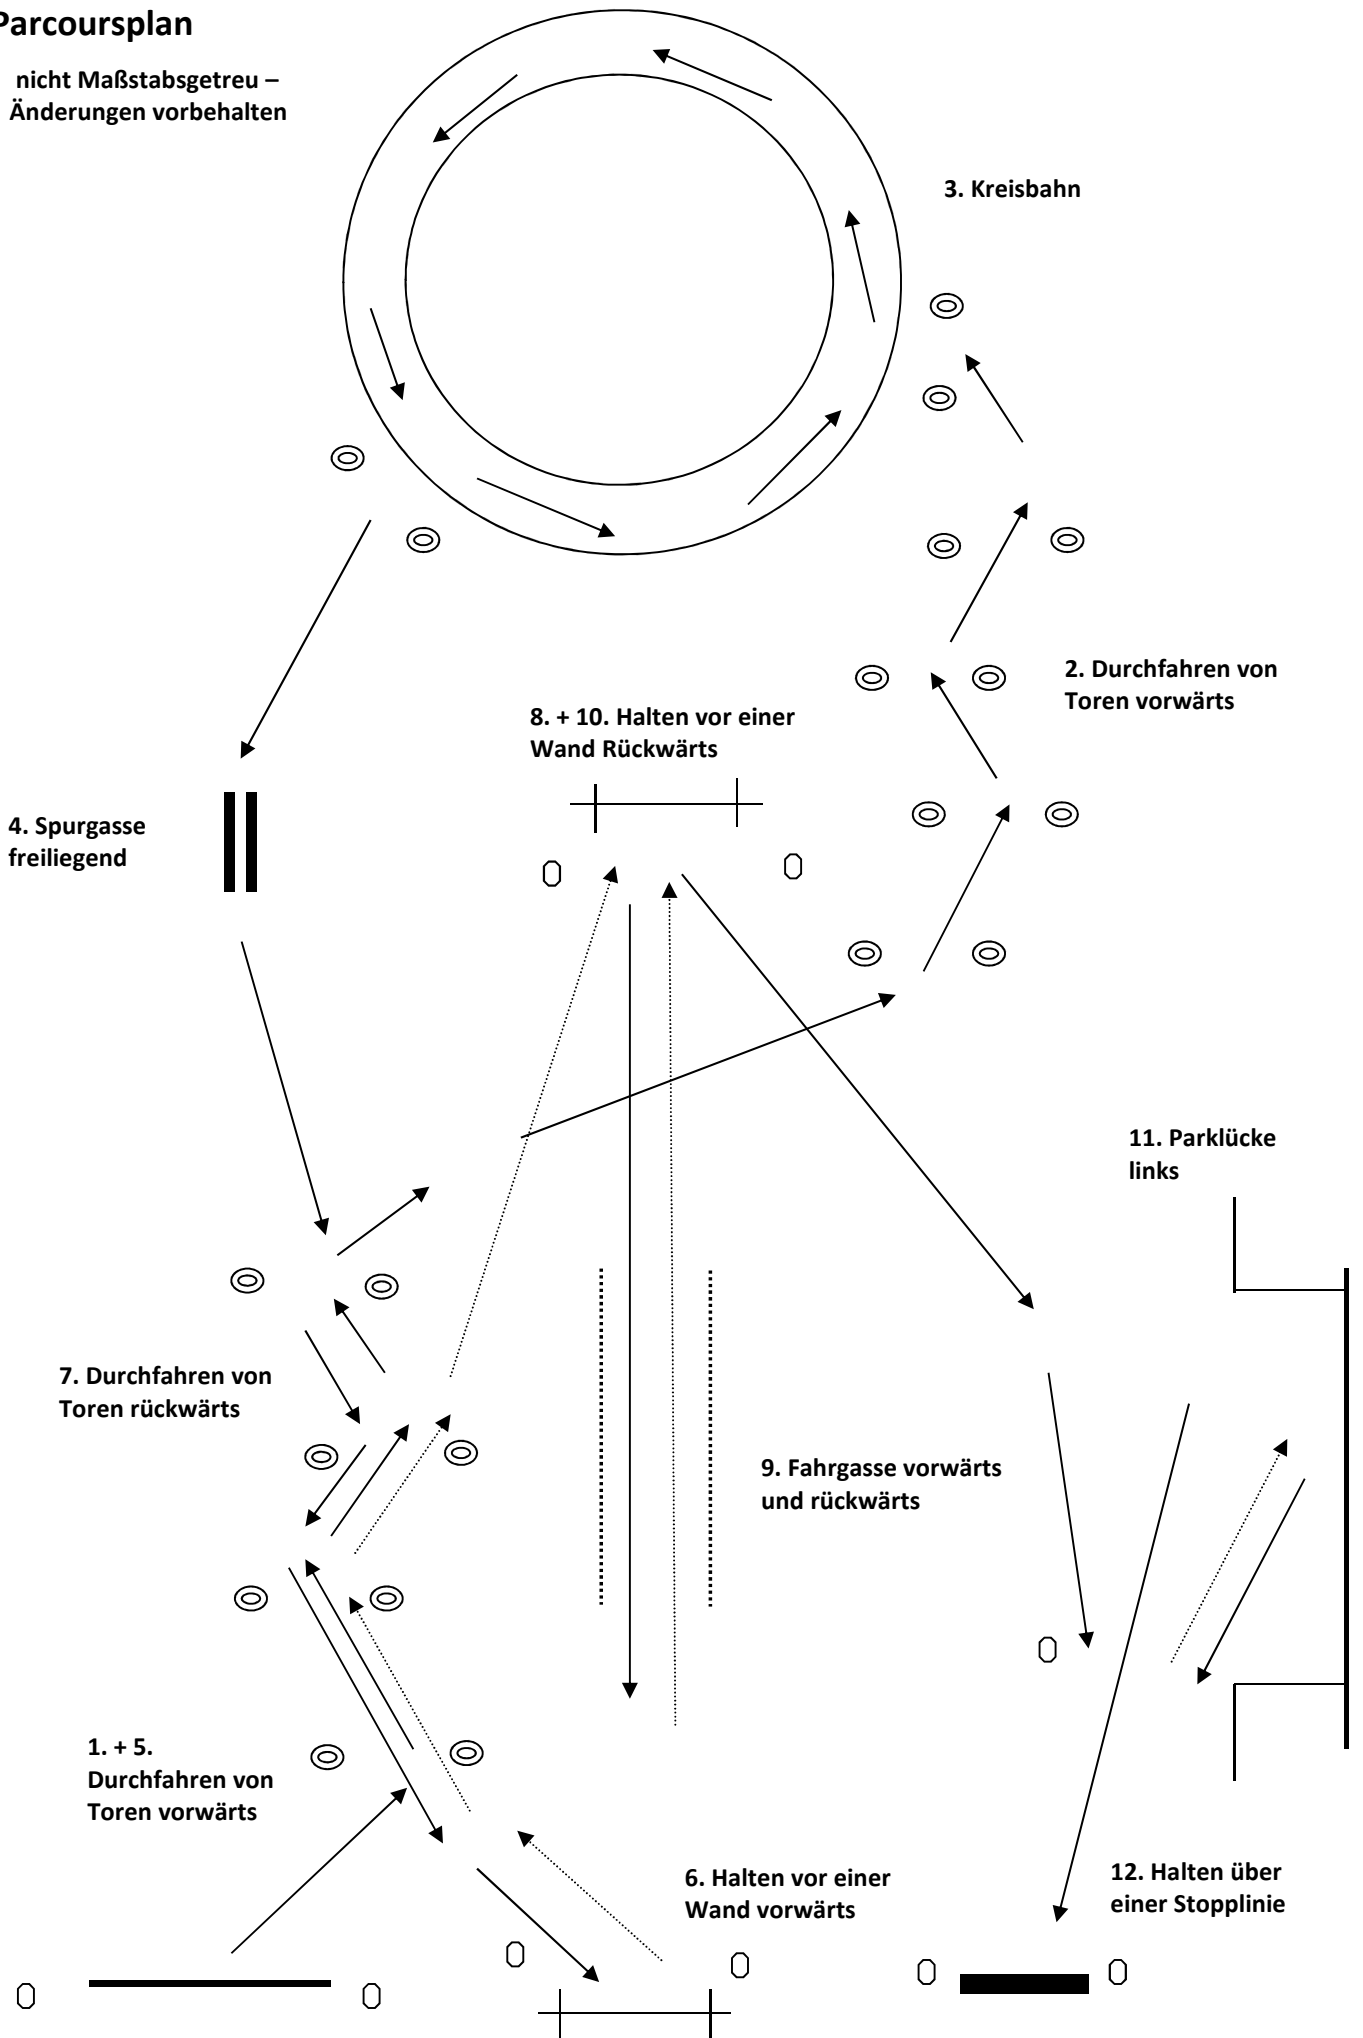 Parcoursplan
nicht Maßstabsgetreu –
Änderungen vorbehalten
3. Kreisbahn
2. Durchfahren von
Toren vorwärts
8. + 10. Halten vor einer
Wand Rückwärts
4. Spurgasse
freiliegend
11. Parklücke
links
7. Durchfahren von
Toren rückwärts
9. Fahrgasse vorwärts
und rückwärts
1. + 5.
Durchfahren von
Toren vorwärts
6. Halten vor einer
Wand vorwärts
12. Halten über
einer Stopplinie